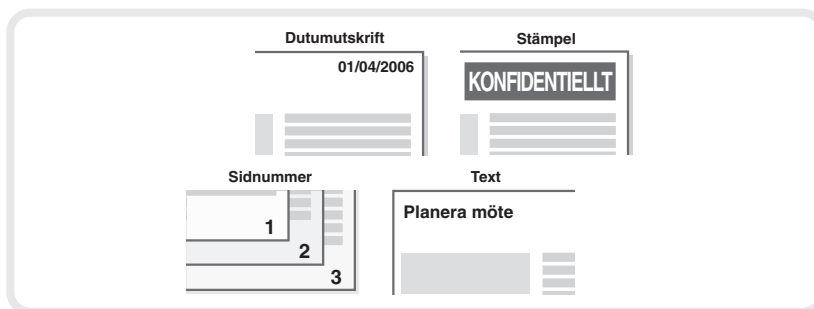 Dutumutskrift
01/04/2006
Stämpel
KONFIDENTIELLT
Sidnummer
1
2
3
Text
Planera möte